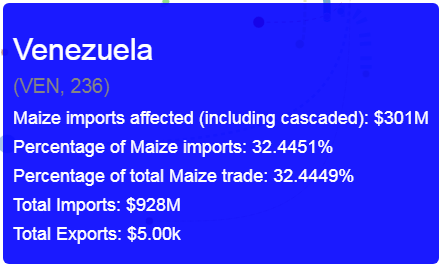 Venezuela
(VEN, 236)
Maize imports affected (including cascaded): $301M
Percentage of Maize imports: 32.4451%
Percentage of total Maize trade: 32.4449%
Total Imports: $928M
Total Exports: $5.00k